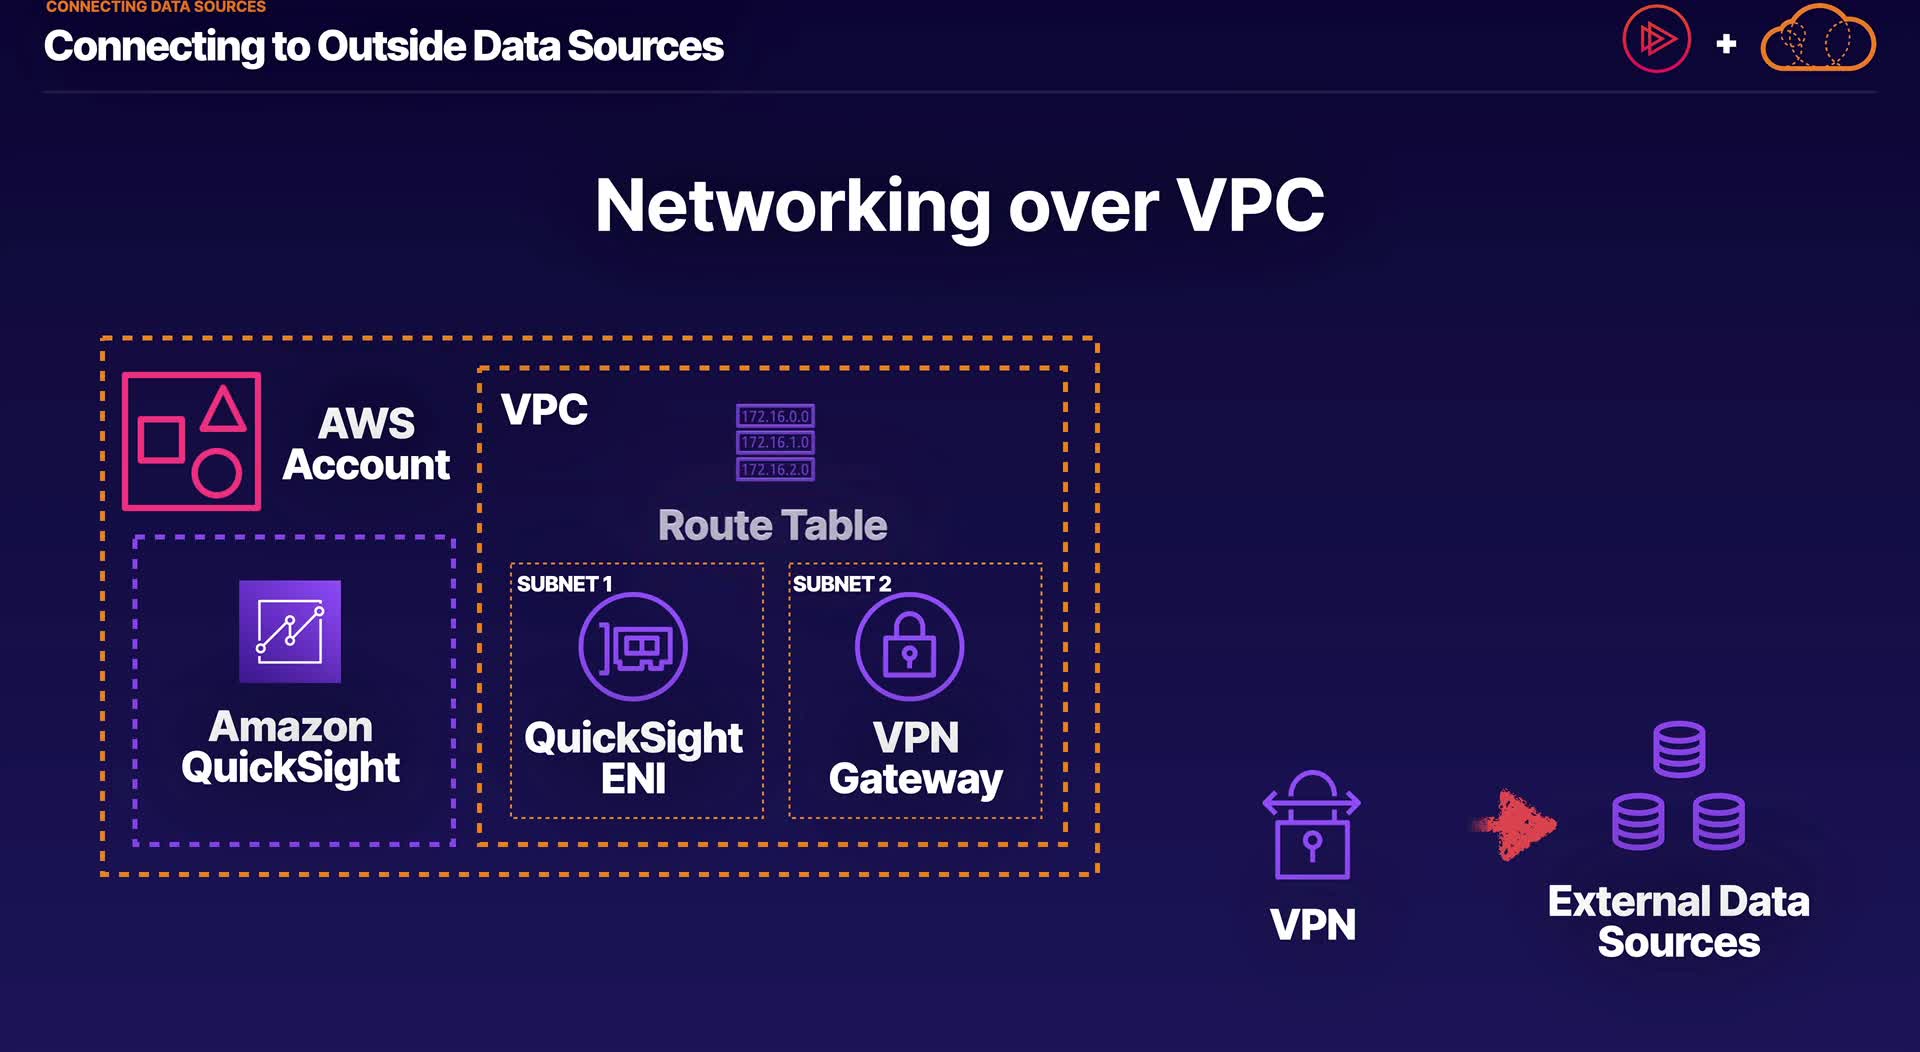 CONNECTING DATA SOURCES
Connecting to Outside Data Sources
Networking over VPC
AWS
Account
VPC
172.16.0.0
172.16.1.0
172.16.2.0
Route Table
SUBNET 1
SUBNET 2
Amazon
QuickSight
QuickSight
ENI
VPN
Gateway
VPN
External Data
Sources